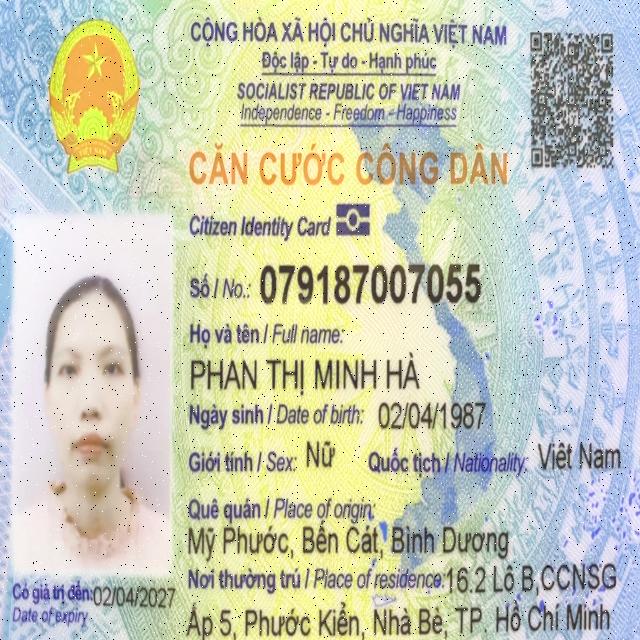 CỘNG HÒA XÃ HỘI CHỦ NGHĨA VIỆT NAM
Độc lập - Tự do - Hạnh phúc
SOCIALIST REPUBLIC OF VIET NAM
Independence - Freedom - Happiness
CĂN CƯỚC CÔNG DÂN
Citizen Identity Card
Số / No.: 079187007055
Họ và tên / Full name:
PHAN THỊ MINH HÀ
Ngày sinh / Date of birth: 02/04/1987
Giới tính / Sex: Nữ Quốc tịch / Nationality: Việt Nam
Quê quán / Place of origin:
Mỹ Phước, Bến Cát, Bình Dương
Nơi thường trú / Place of residence: 16.2 Lô B,CCNSG
Ấp 5, Phước Kiển, Nhà Bè, TP. Hồ Chí Minh
Có giá trị đến: 02/04/2027
Date of expiry